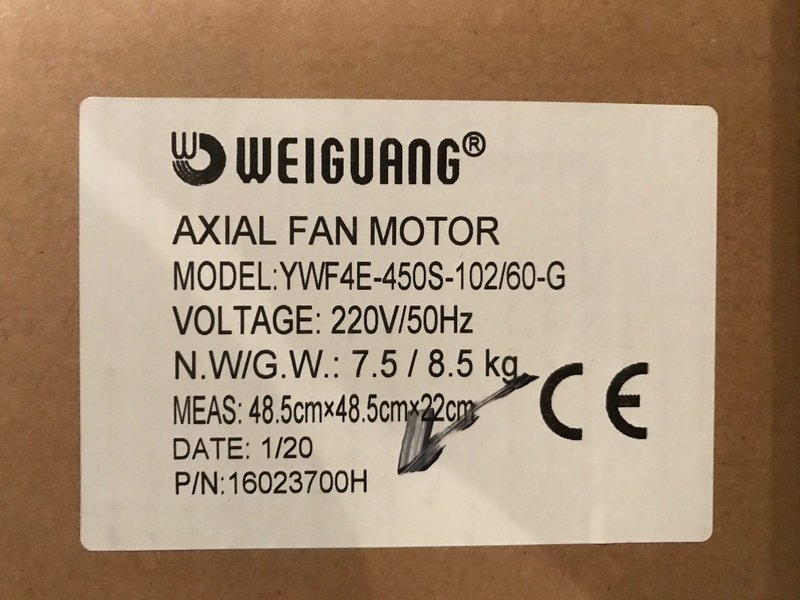 WEIGUANG®
AXIAL FAN MOTOR
MODEL:YWF4E-450S-102/60-G
VOLTAGE: 220V/50Hz
N.W/G.W.: 7.5 / 8.5 kg
MEAS: 48.5cm×48.5cm×22cm
CE
DATE: 1/20
P/N:16023700H